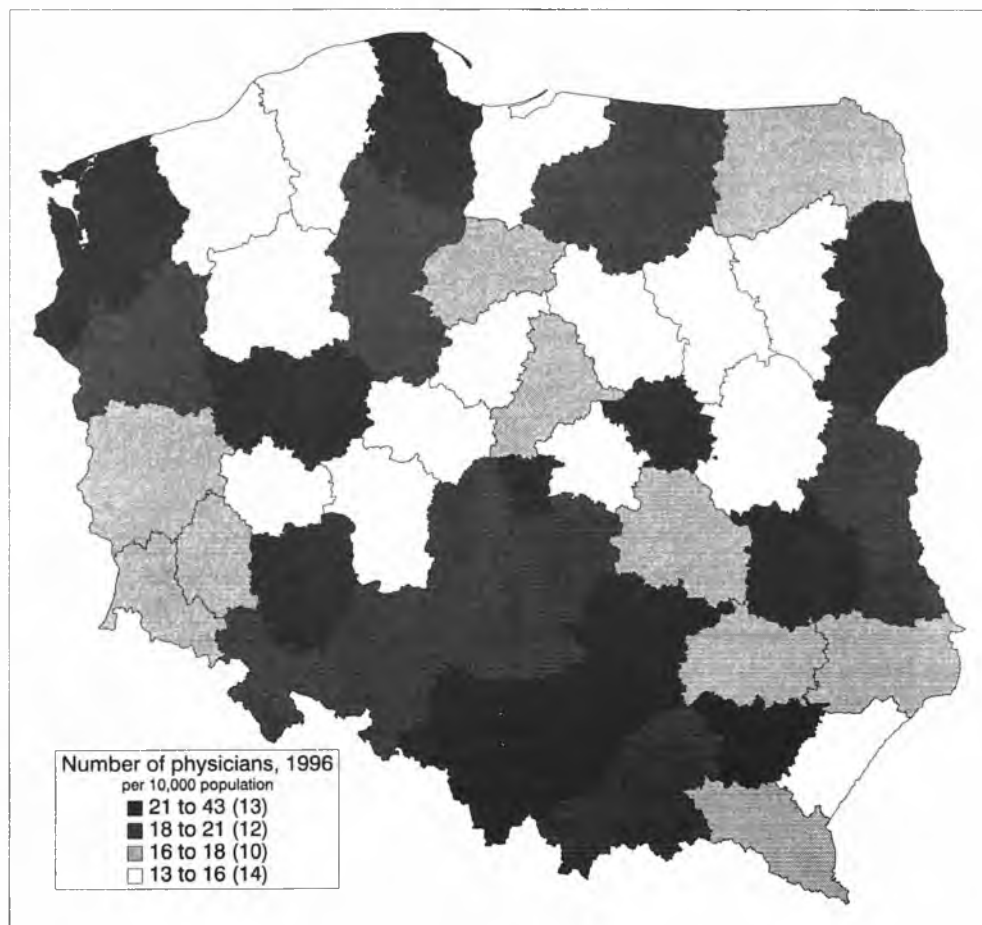 Number of physicians, 1996
per 10,000 population
21 to 43 (13)
18 to 21 (12)
16 to 18 (10)
13 to 16 (14)